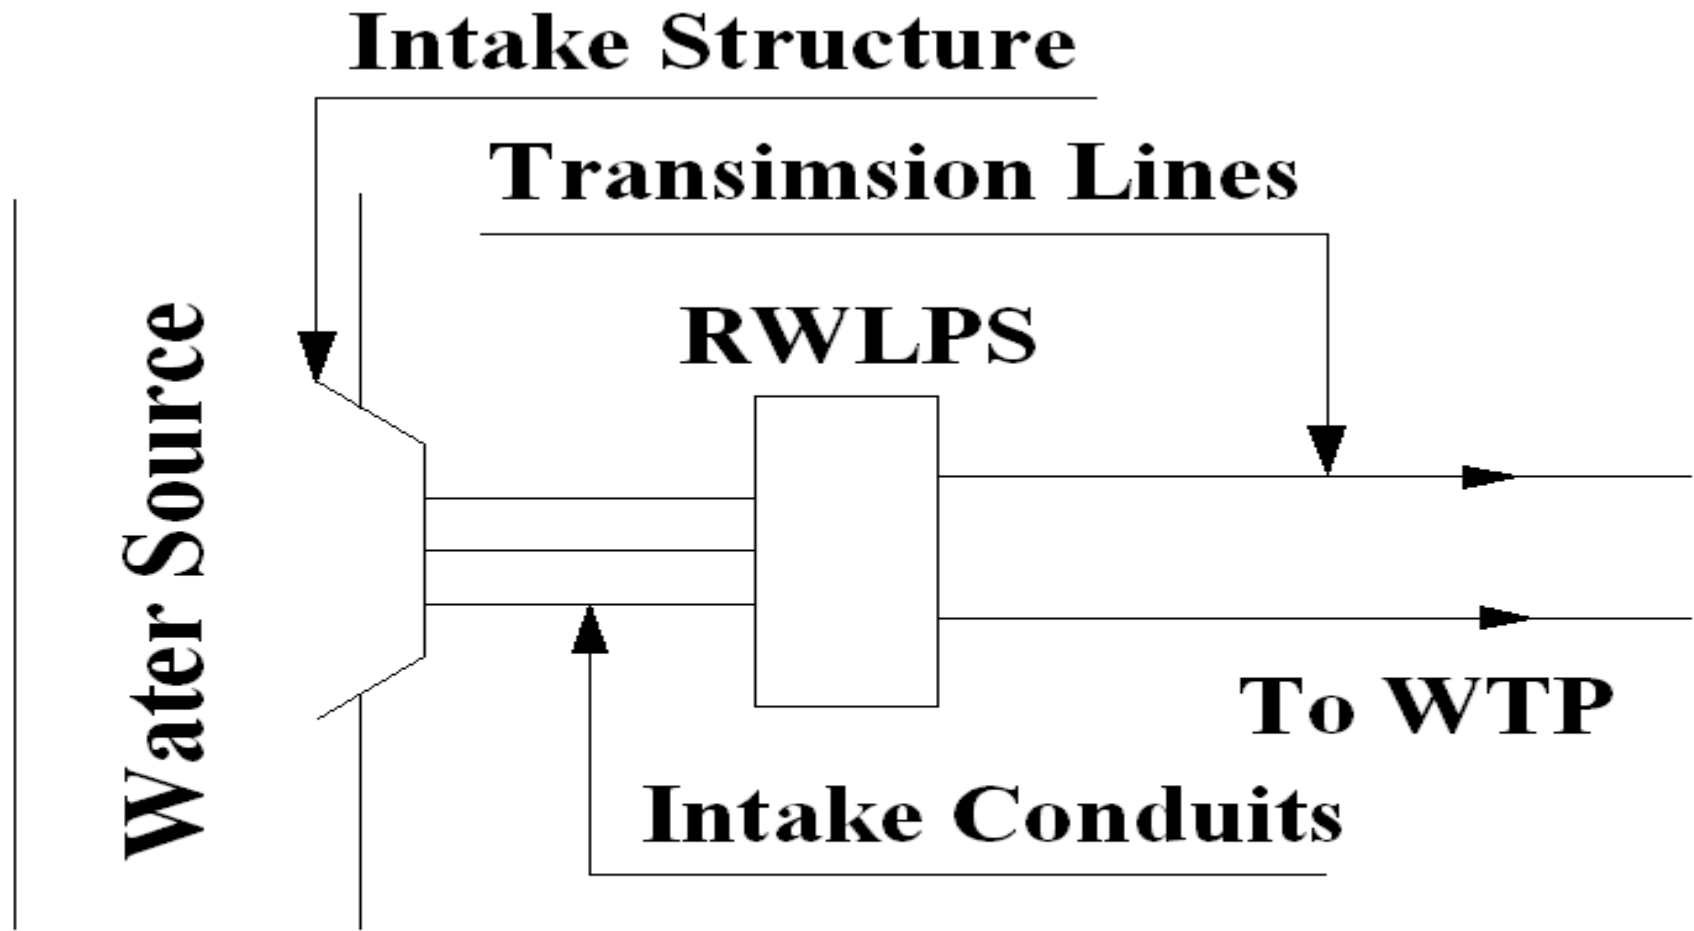 Intake Structure
Transimsion Lines
RWLPS
Water Source
To WTP
Intake Conduits